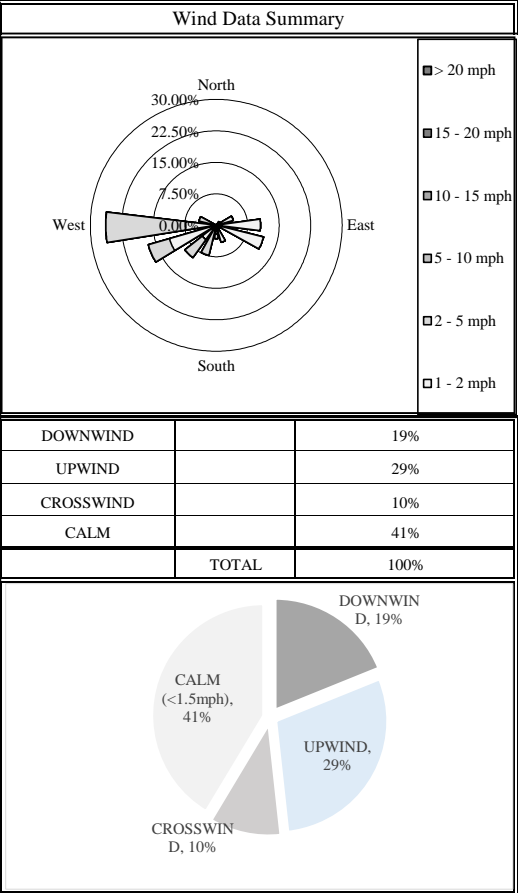 Wind Data Summary
North
30.00%
22.50%
15.00%
7.50%
0.00%
West
East
South
> 20 mph
15 - 20 mph
10 - 15 mph
5 - 10 mph
2 - 5 mph
1 - 2 mph
DOWNWIND 19%
UPWIND 29%
CROSSWIND 10%
CALM 41%
TOTAL 100%
DOWNWIN
D, 19%
CALM
(<1.5mph),
41%
UPWIND,
29%
CROSSWIN
D, 10%